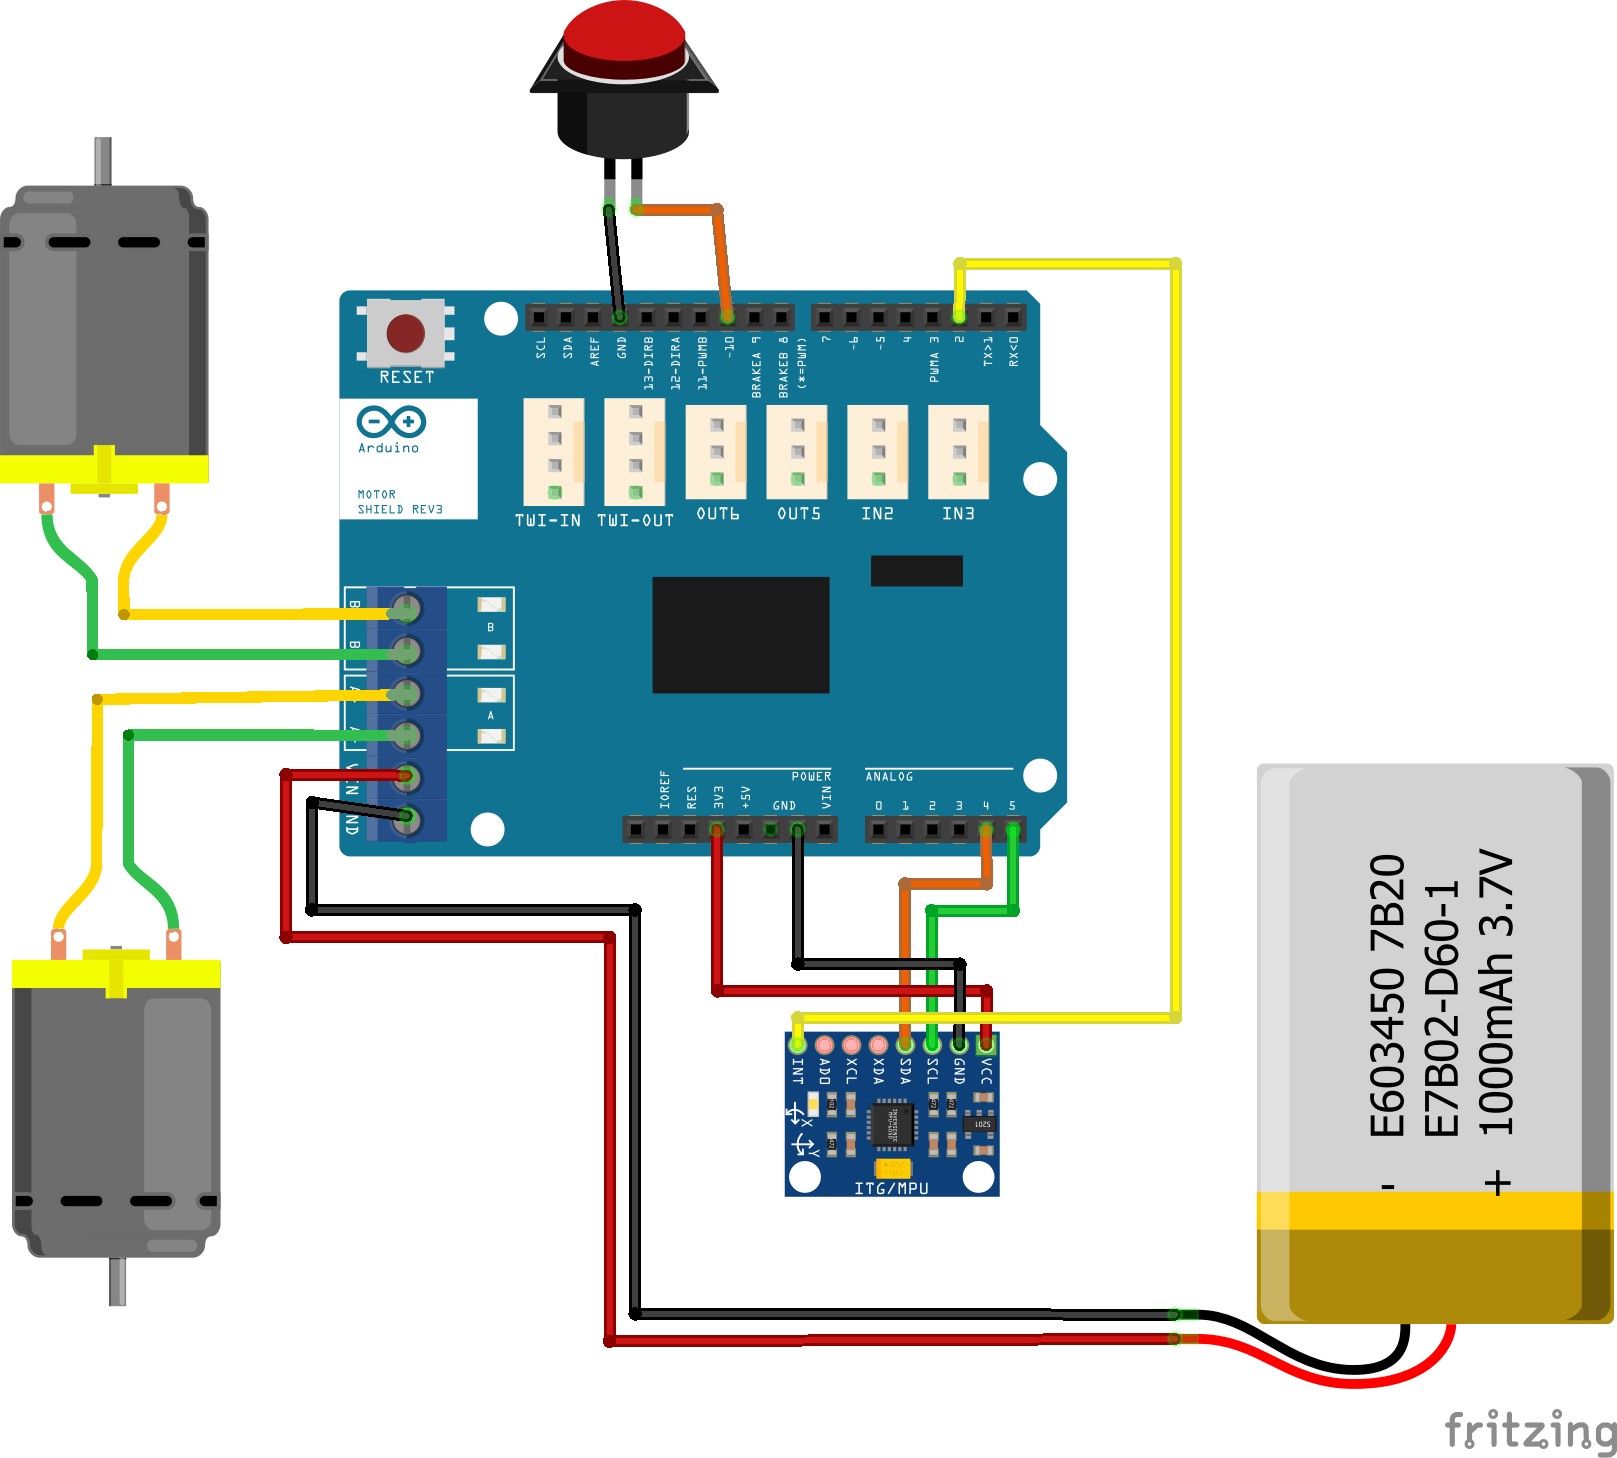 SCL
SDA
AREF
GND
13-DIRB
12-DIRA
11-PWMB
~10
BRAKEA 9
BRAKEB 8
(*=PWM)
7
~6
~5
4
PWMA 3
2
TX>1
RX<0
RESET
Arduino
MOTOR
SHIELD REV3
TWI-IN
TWI-OUT
OUT6
OUT5
IN2
IN3
B
A
POWER
ANALOG
IOREF
RES
3V3
+5V
GND
VIN
0
1
2
3
4
5
INT
ADO
XCL
XDA
SDA
SCL
GND
VCC
X
Y
5201
ITG/MPU
E603450 7B20
E7B02-D60-1
1000mAh 3.7V
-
+
fritzing